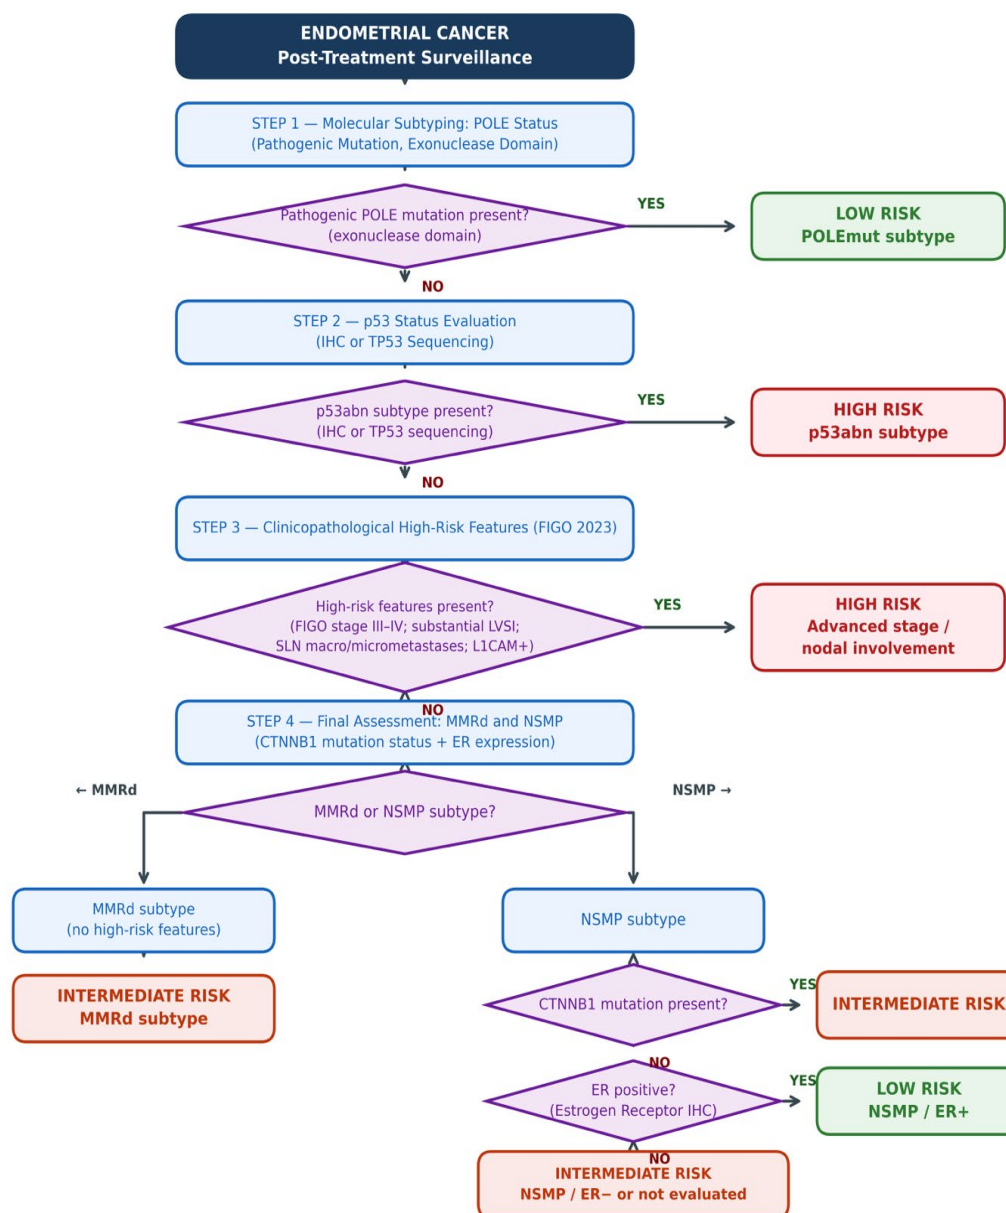 ENDOMETRIAL CANCER
Post-Treatment Surveillance
STEP 1 — Molecular Subtyping: POLE Status
(Pathogenic Mutation, Exonuclease Domain)
Pathogenic POLE mutation present?
(exonuclease domain)
YES
LOW RISK
POLEmut subtype
NO
STEP 2 — p53 Status Evaluation
(IHC or TP53 Sequencing)
p53abn subtype present?
(IHC or TP53 sequencing)
YES
HIGH RISK
p53abn subtype
NO
STEP 3 — Clinicopathological High-Risk Features (FIGO 2023)
High-risk features present?
(FIGO stage III–IV; substantial LVSI;
SLN macro/micrometastases; L1CAM+)
YES
HIGH RISK
Advanced stage /
nodal involvement
NO
STEP 4 — Final Assessment: MMRd and NSMP
(CTNNB1 mutation status + ER expression)
← MMRd
NSMP →
MMRd or NSMP subtype?
MMRd subtype
(no high-risk features)
INTERMEDIATE RISK
MMRd subtype
NSMP subtype
CTNNB1 mutation present?
YES
INTERMEDIATE RISK
NO
ER positive?
(Estrogen Receptor IHC)
YES
LOW RISK
NSMP / ER+
NO
INTERMEDIATE RISK
NSMP / ER− or not evaluated